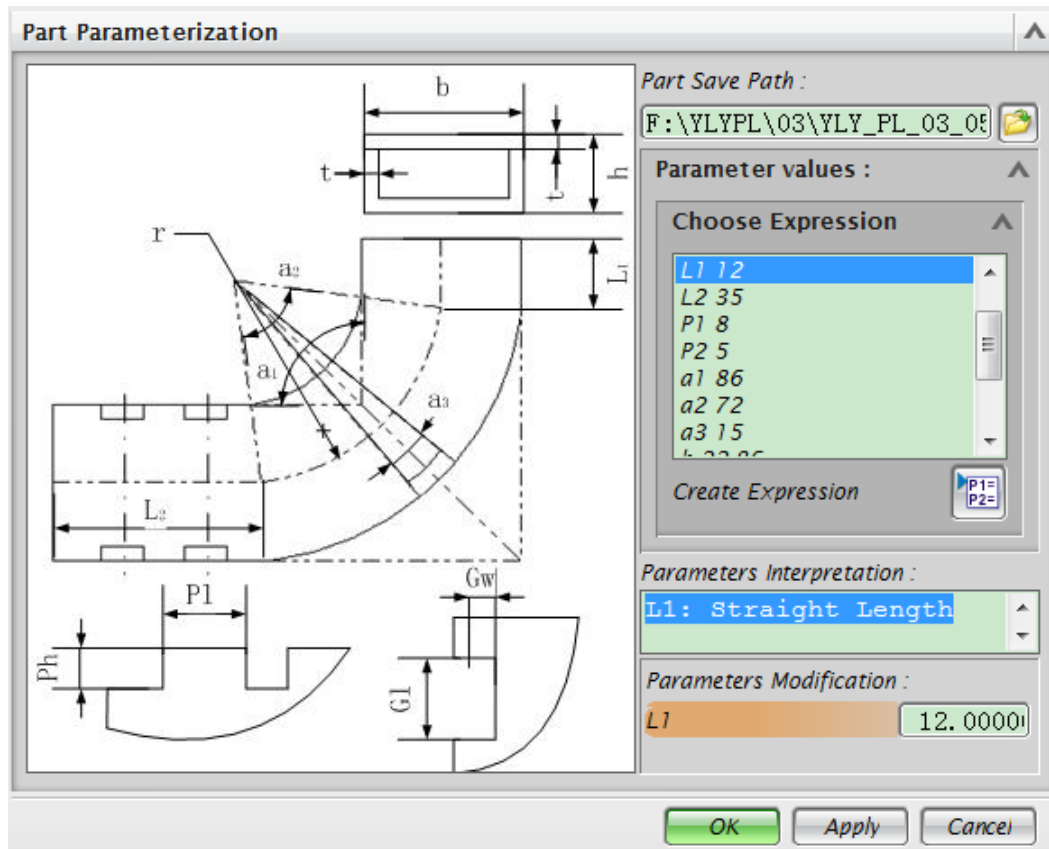 Part Parameterization
b
t
t
h
r
a2
L1
a1
a3
L2
Gw
P1
Ph
G1
Part Save Path :
F:\YLYPL\03\YLY_PL_03_05
Parameter values :
Choose Expression
L1 12
L2 35
P1 8
P2 5
a1 86
a2 72
a3 15
Create Expression
P1=
P2=
Parameters Interpretation :
L1: Straight Length
Parameters Modification :
L1
12.0000
OK
Apply
Cancel